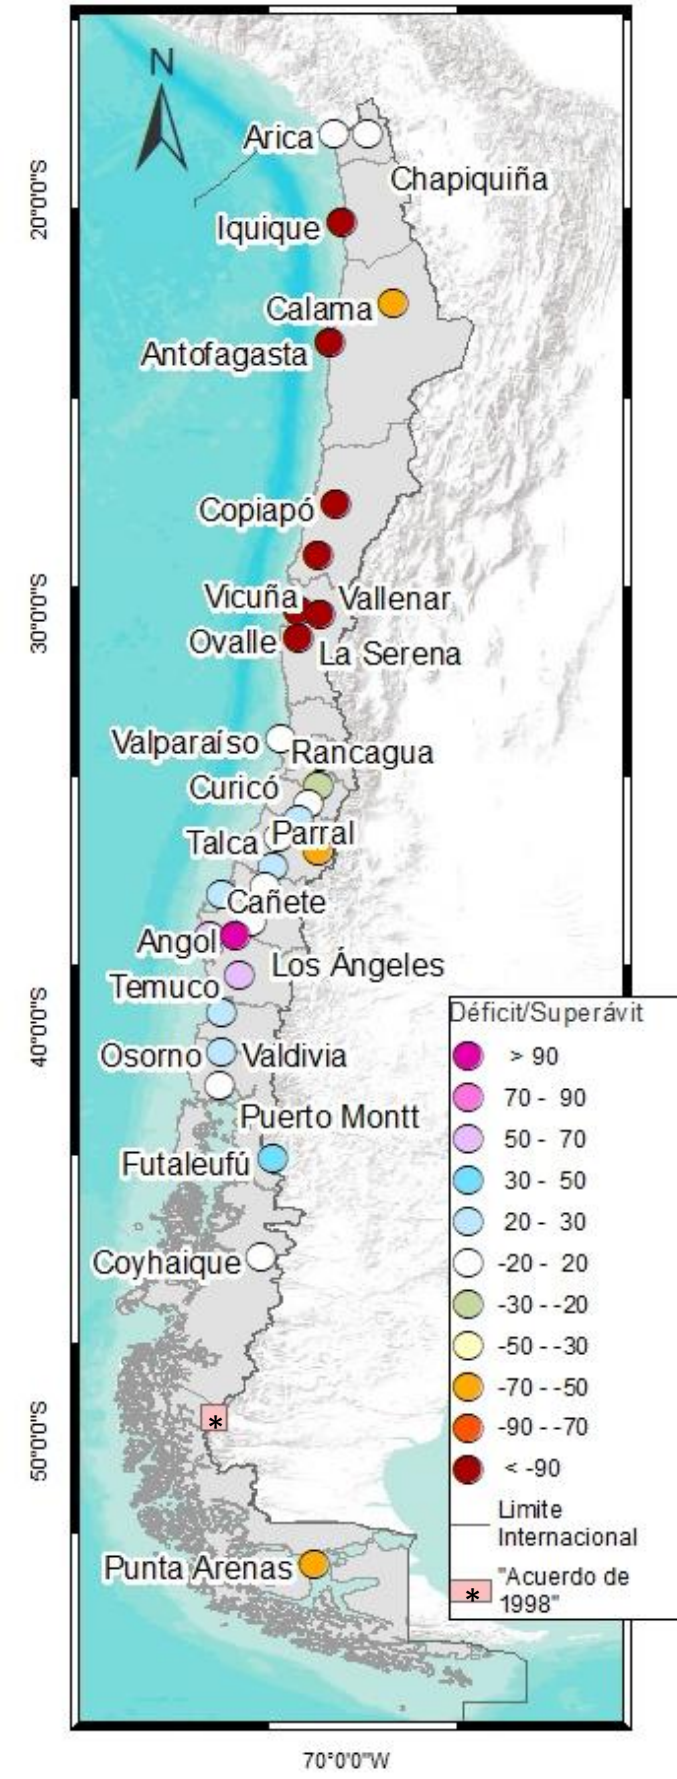 N
Arica
Chapiquiña
20°0'0"S
Iquique
Calama
Antofagasta
Copiapó
Vicuña
Vallenar
30°0'0"S
Ovalle
La Serena
Valparaíso
Rancagua
Curicó
Talca
Parral
Cañete
Angol
Los Ángeles
Temuco
40°0'0"S
Osorno
Valdivia
Puerto Montt
Futaleufú
Coyhaique
50°0'0"S
*
Punta Arenas
Déficit/Superávit
> 90
70 - 90
50 - 70
30 - 50
20 - 30
-20 - 20
-30 - -20
-50 - -30
-70 - -50
-90 - -70
< -90
Limite
Internacional
* "Acuerdo de
1998"
70°0'0"W